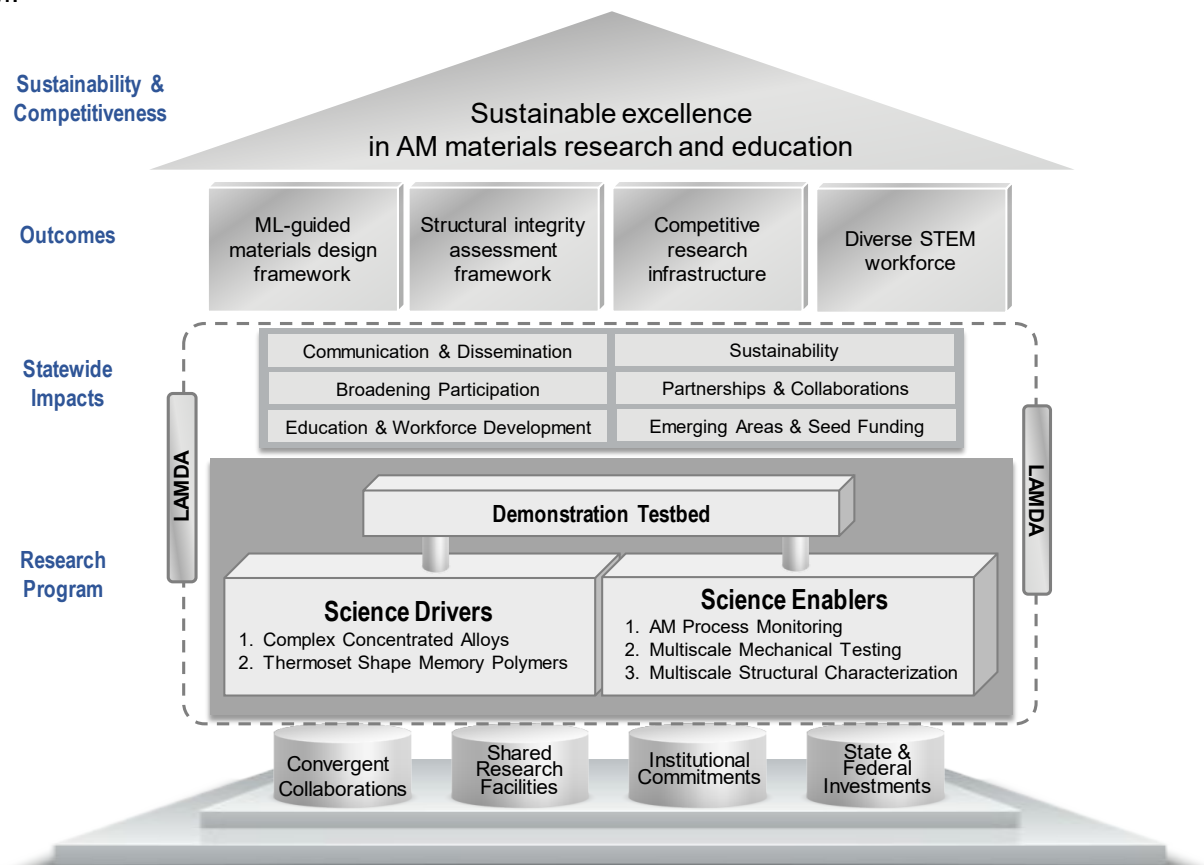 Sustainability &
Competitiveness
Sustainable excellence
in AM materials research and education
Outcomes
ML-guided
materials design
framework
Structural integrity
assessment
framework
Competitive
research
infrastructure
Diverse STEM
workforce
Statewide
Impacts
Communication & Dissemination
Sustainability
Broadening Participation
Partnerships & Collaborations
Education & Workforce Development
Emerging Areas & Seed Funding
LAMDA
LAMDA
Research
Program
Demonstration Testbed
Science Drivers
1. Complex Concentrated Alloys
2. Thermoset Shape Memory Polymers
Science Enablers
1. AM Process Monitoring
2. Multiscale Mechanical Testing
3. Multiscale Structural Characterization
Convergent
Collaborations
Shared
Research
Facilities
Institutional
Commitments
State &
Federal
Investments